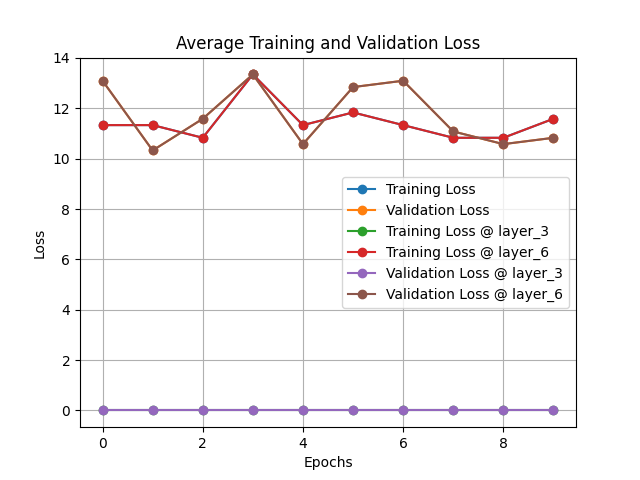 Average Training and Validation Loss
14
12
10
8
6
4
2
0
Loss
Training Loss
Validation Loss
Training Loss @ layer_3
Training Loss @ layer_6
Validation Loss @ layer_3
Validation Loss @ layer_6
0 2 4 6 8
Epochs